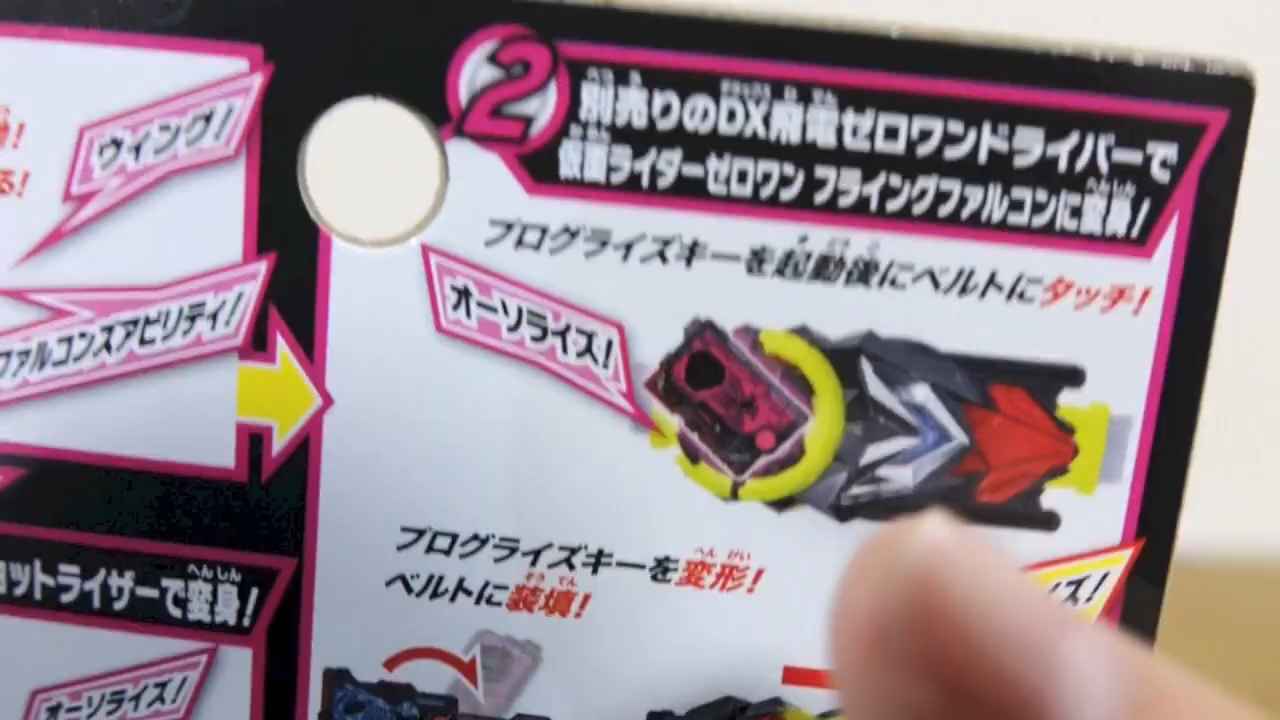 ウィング!
る!
ファルコンズアビリティ!
2
別売りのDX飛電ゼロワンドライバーで
仮面ライダーゼロワン フライングファルコンに変身!
プログライズキーを起動後にベルトにタッチ!
オーソライズ!
プログライズキーを変形!
ベルトに装填!
イズ!
ョットライザーで変身!
オーソライズ!